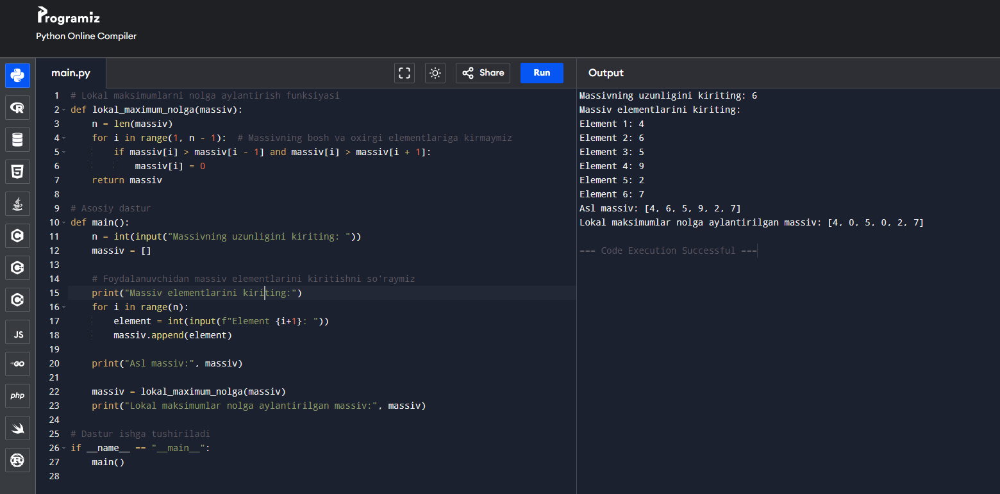 Programiz
Python Online Compiler
main.py
Share
Run
Output
1 # Lokal maksimumlarni nolga aylantirish funksiyasi
2 def lokal_maximum_nolga(massiv):
3     n = len(massiv)
4     for i in range(1, n - 1):  # Massivning bosh va oxirgi elementlariga kirmaymiz
5         if massiv[i] > massiv[i - 1] and massiv[i] > massiv[i + 1]:
6             massiv[i] = 0
7     return massiv
8
9 # Asosiy dastur
10 def main():
11     n = int(input("Massivning uzunligini kiriting: "))
12     massiv = []
13
14     # Foydalanuvchidan massiv elementlarini kiritishni so'raymiz
15     print("Massiv elementlarini kiriting:")
16     for i in range(n):
17         element = int(input(f"Element {i+1}: "))
18         massiv.append(element)
19
20     print("Asl massiv:", massiv)
21
22     massiv = lokal_maximum_nolga(massiv)
23     print("Lokal maksimumlar nolga aylantirilgan massiv:", massiv)
24
25 # Dastur ishga tushiriladi
26 if __name__ == "__main__":
27     main()
28
Massivning uzunligini kiriting: 6
Massiv elementlarini kiriting:
Element 1: 4
Element 2: 6
Element 3: 5
Element 4: 9
Element 5: 2
Element 6: 7
Asl massiv: [4, 6, 5, 9, 2, 7]
Lokal maksimumlar nolga aylantirilgan massiv: [4, 0, 5, 0, 2, 7]
=== Code Execution Successful ===
R
5
C
C
C
JS
GO
php
R